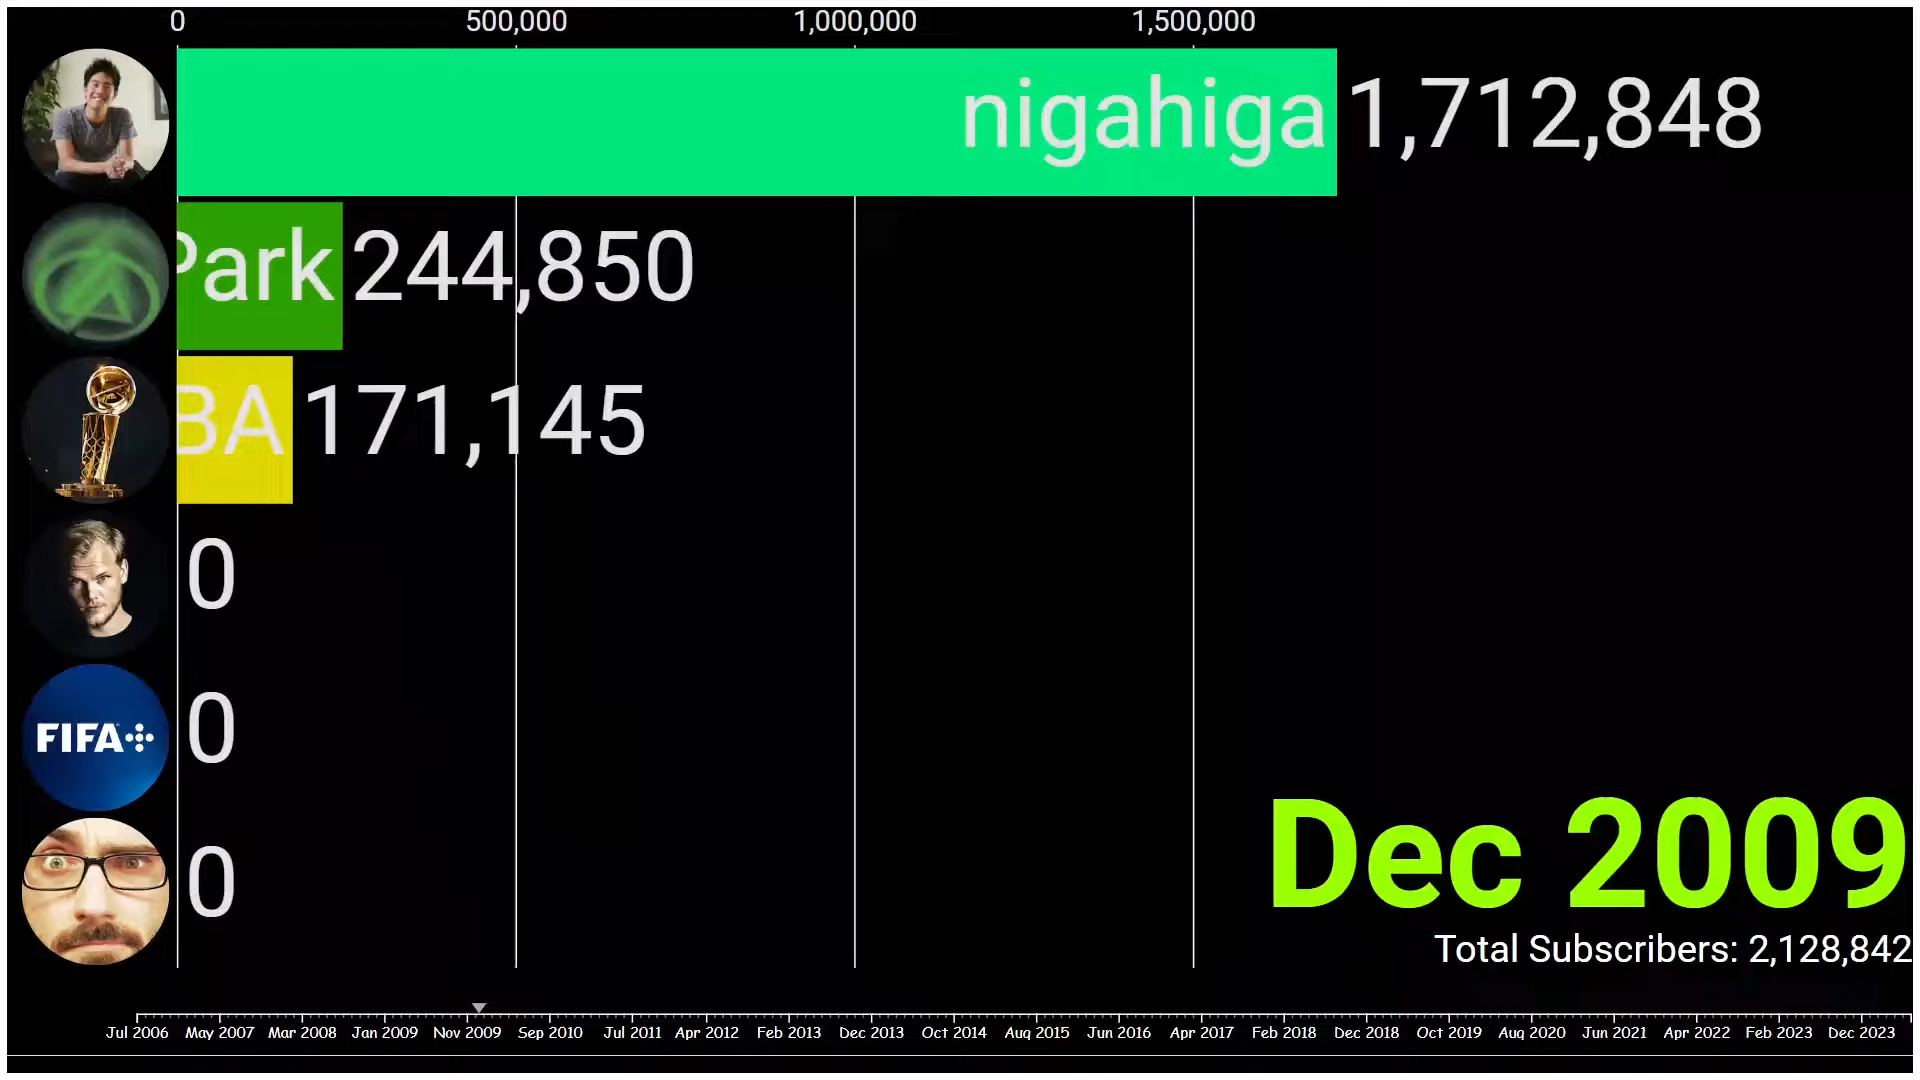 0 500,000 1,000,000 1,500,000
nigahiga 1,712,848
Park 244,850
BA 171,145
0
FIFA+ 0
0
Dec 2009
Total Subscribers: 2,128,842
Jul 2006 May 2007 Mar 2008 Jan 2009 Nov 2009 Sep 2010 Jul 2011 Apr 2012 Feb 2013 Dec 2013 Oct 2014 Aug 2015 Jun 2016 Apr 2017 Feb 2018 Dec 2018 Oct 2019 Aug 2020 Jun 2021 Apr 2022 Feb 2023 Dec 2023